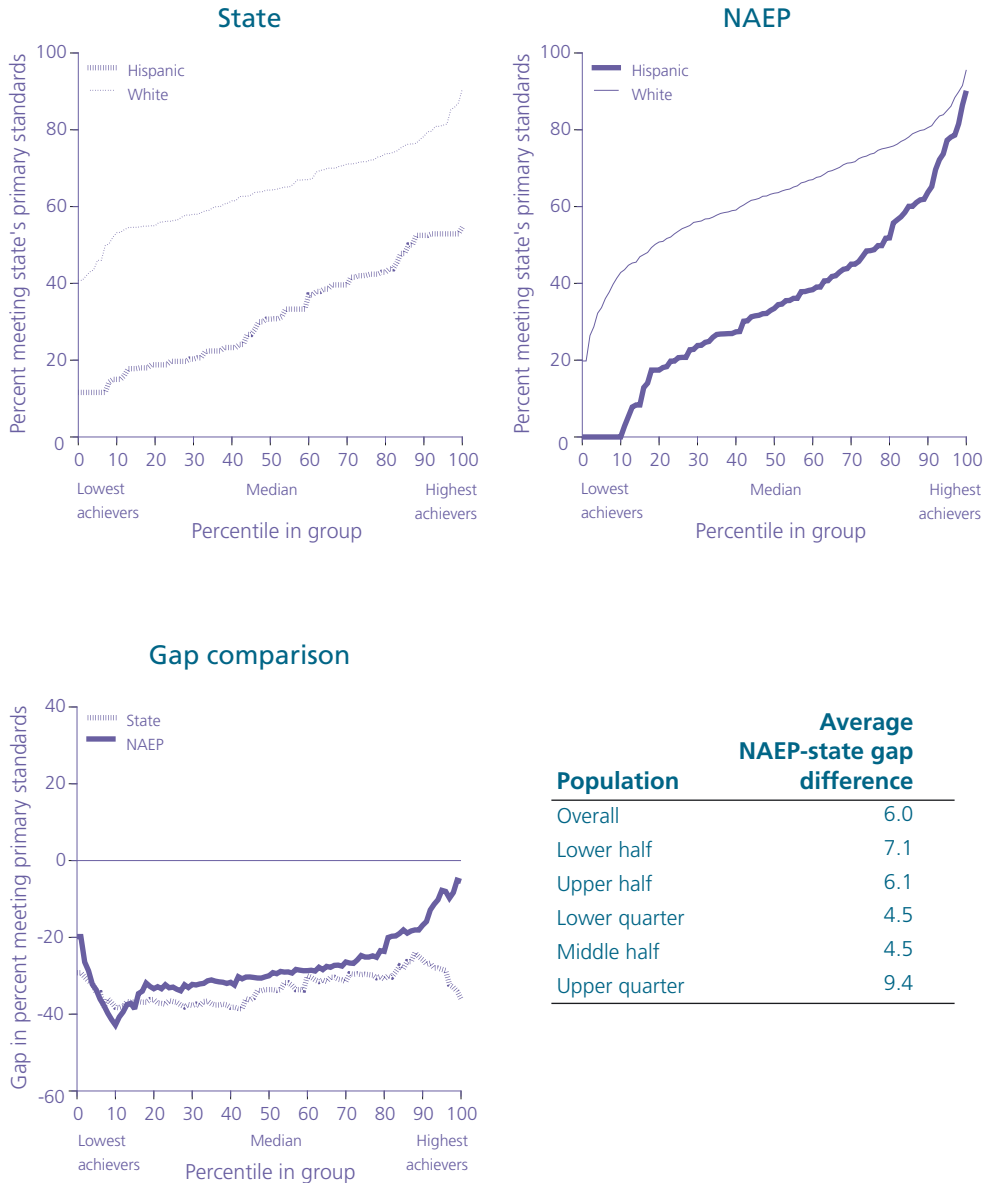 State
Percent meeting state's primary standards
100
80
60
40
20
0
Hispanic
White
0 10 20 30 40 50 60 70 80 90 100
Lowest achievers
Median
Highest achievers
Percentile in group
NAEP
Percent meeting state's primary standards
100
80
60
40
20
0
Hispanic
White
0 10 20 30 40 50 60 70 80 90 100
Lowest achievers
Median
Highest achievers
Percentile in group
Gap comparison
Gap in percent meeting primary standards
40
20
0
-20
-40
-60
State
NAEP
0 10 20 30 40 50 60 70 80 90 100
Lowest achievers
Median
Highest achievers
Percentile in group
Average
NAEP-state gap
Population difference
Overall 6.0
Lower half 7.1
Upper half 6.1
Lower quarter 4.5
Middle half 4.5
Upper quarter 9.4